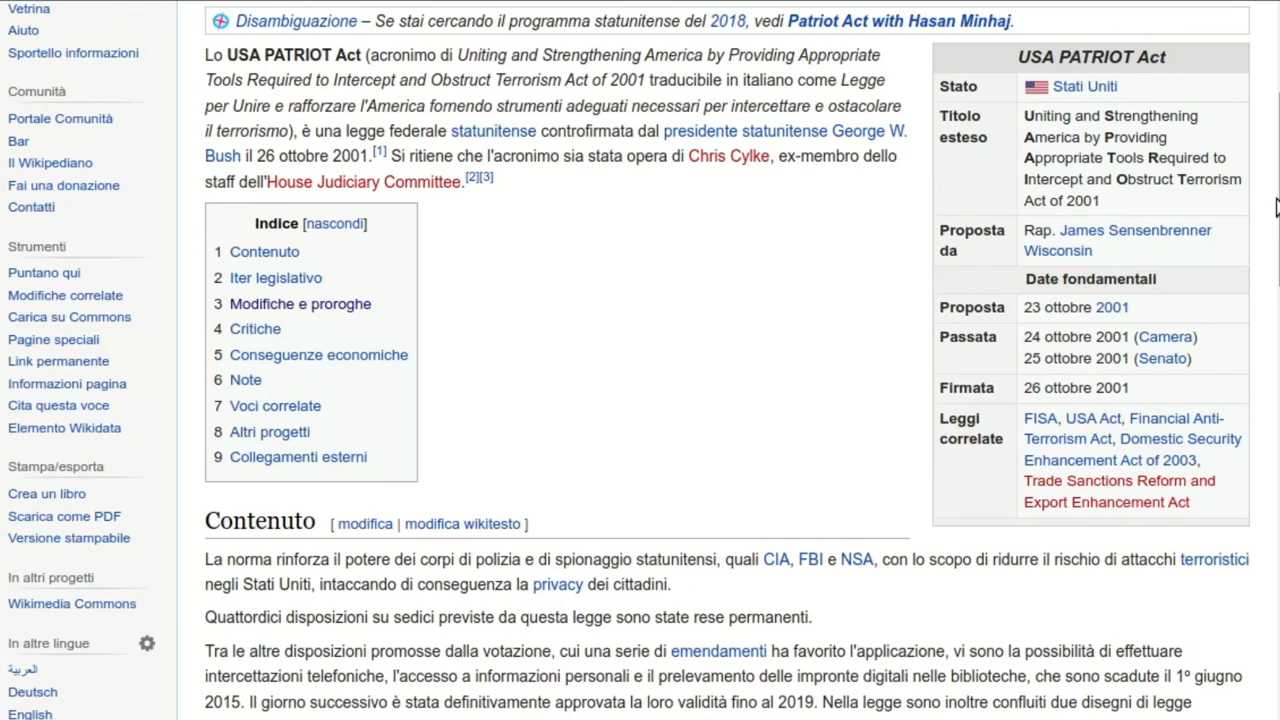 Vetrina
Aiuto
Sportello informazioni
Comunità
Portale Comunità
Bar
Il Wikipediano
Fai una donazione
Contatti
Strumenti
Puntano qui
Modifiche correlate
Carica su Commons
Pagine speciali
Link permanente
Informazioni pagina
Cita questa voce
Elemento Wikidata
Stampa/esporta
Crea un libro
Scarica come PDF
Versione stampabile
In altri progetti
Wikimedia Commons
In altre lingue
العربية
Deutsch
English
Disambiguazione – Se stai cercando il programma statunitense del 2018, vedi Patriot Act with Hasan Minhaj.
Lo USA PATRIOT Act (acronimo di Uniting and Strengthening America by Providing Appropriate
Tools Required to Intercept and Obstruct Terrorism Act of 2001 traducibile in italiano come Legge
per Unire e rafforzare l'America fornendo strumenti adeguati necessari per intercettare e ostacolare
il terrorismo), è una legge federale statunitense controfirmata dal presidente statunitense George W.
Bush il 26 ottobre 2001.[1] Si ritiene che l'acronimo sia stata opera di Chris Cylke, ex-membro dello
staff dell'House Judiciary Committee.[2][3]
Indice [nascondi]
1 Contenuto
2 Iter legislativo
3 Modifiche e proroghe
4 Critiche
5 Conseguenze economiche
6 Note
7 Voci correlate
8 Altri progetti
9 Collegamenti esterni
USA PATRIOT Act
Stato Stati Uniti
Titolo esteso Uniting and Strengthening
America by Providing
Appropriate Tools Required to
Intercept and Obstruct Terrorism
Act of 2001
Proposta da Rap. James Sensenbrenner
Wisconsin
Date fondamentali
Proposta 23 ottobre 2001
Passata 24 ottobre 2001 (Camera)
25 ottobre 2001 (Senato)
Firmata 26 ottobre 2001
Leggi correlate FISA, USA Act, Financial Anti-
Terrorism Act, Domestic Security
Enhancement Act of 2003,
Trade Sanctions Reform and
Export Enhancement Act
Contenuto [ modifica | modifica wikitesto ]
La norma rinforza il potere dei corpi di polizia e di spionaggio statunitensi, quali CIA, FBI e NSA, con lo scopo di ridurre il rischio di attacchi terroristici
negli Stati Uniti, intaccando di conseguenza la privacy dei cittadini.
Quattordici disposizioni su sedici previste da questa legge sono state rese permanenti.
Tra le altre disposizioni promosse dalla votazione, cui una serie di emendamenti ha favorito l'applicazione, vi sono la possibilità di effettuare
intercettazioni telefoniche, l'accesso a informazioni personali e il prelevamento delle impronte digitali nelle biblioteche, che sono scadute il 1º giugno
2015. Il giorno successivo è stata definitivamente approvata la loro validità fino al 2019. Nella legge sono inoltre confluiti due disegni di legge